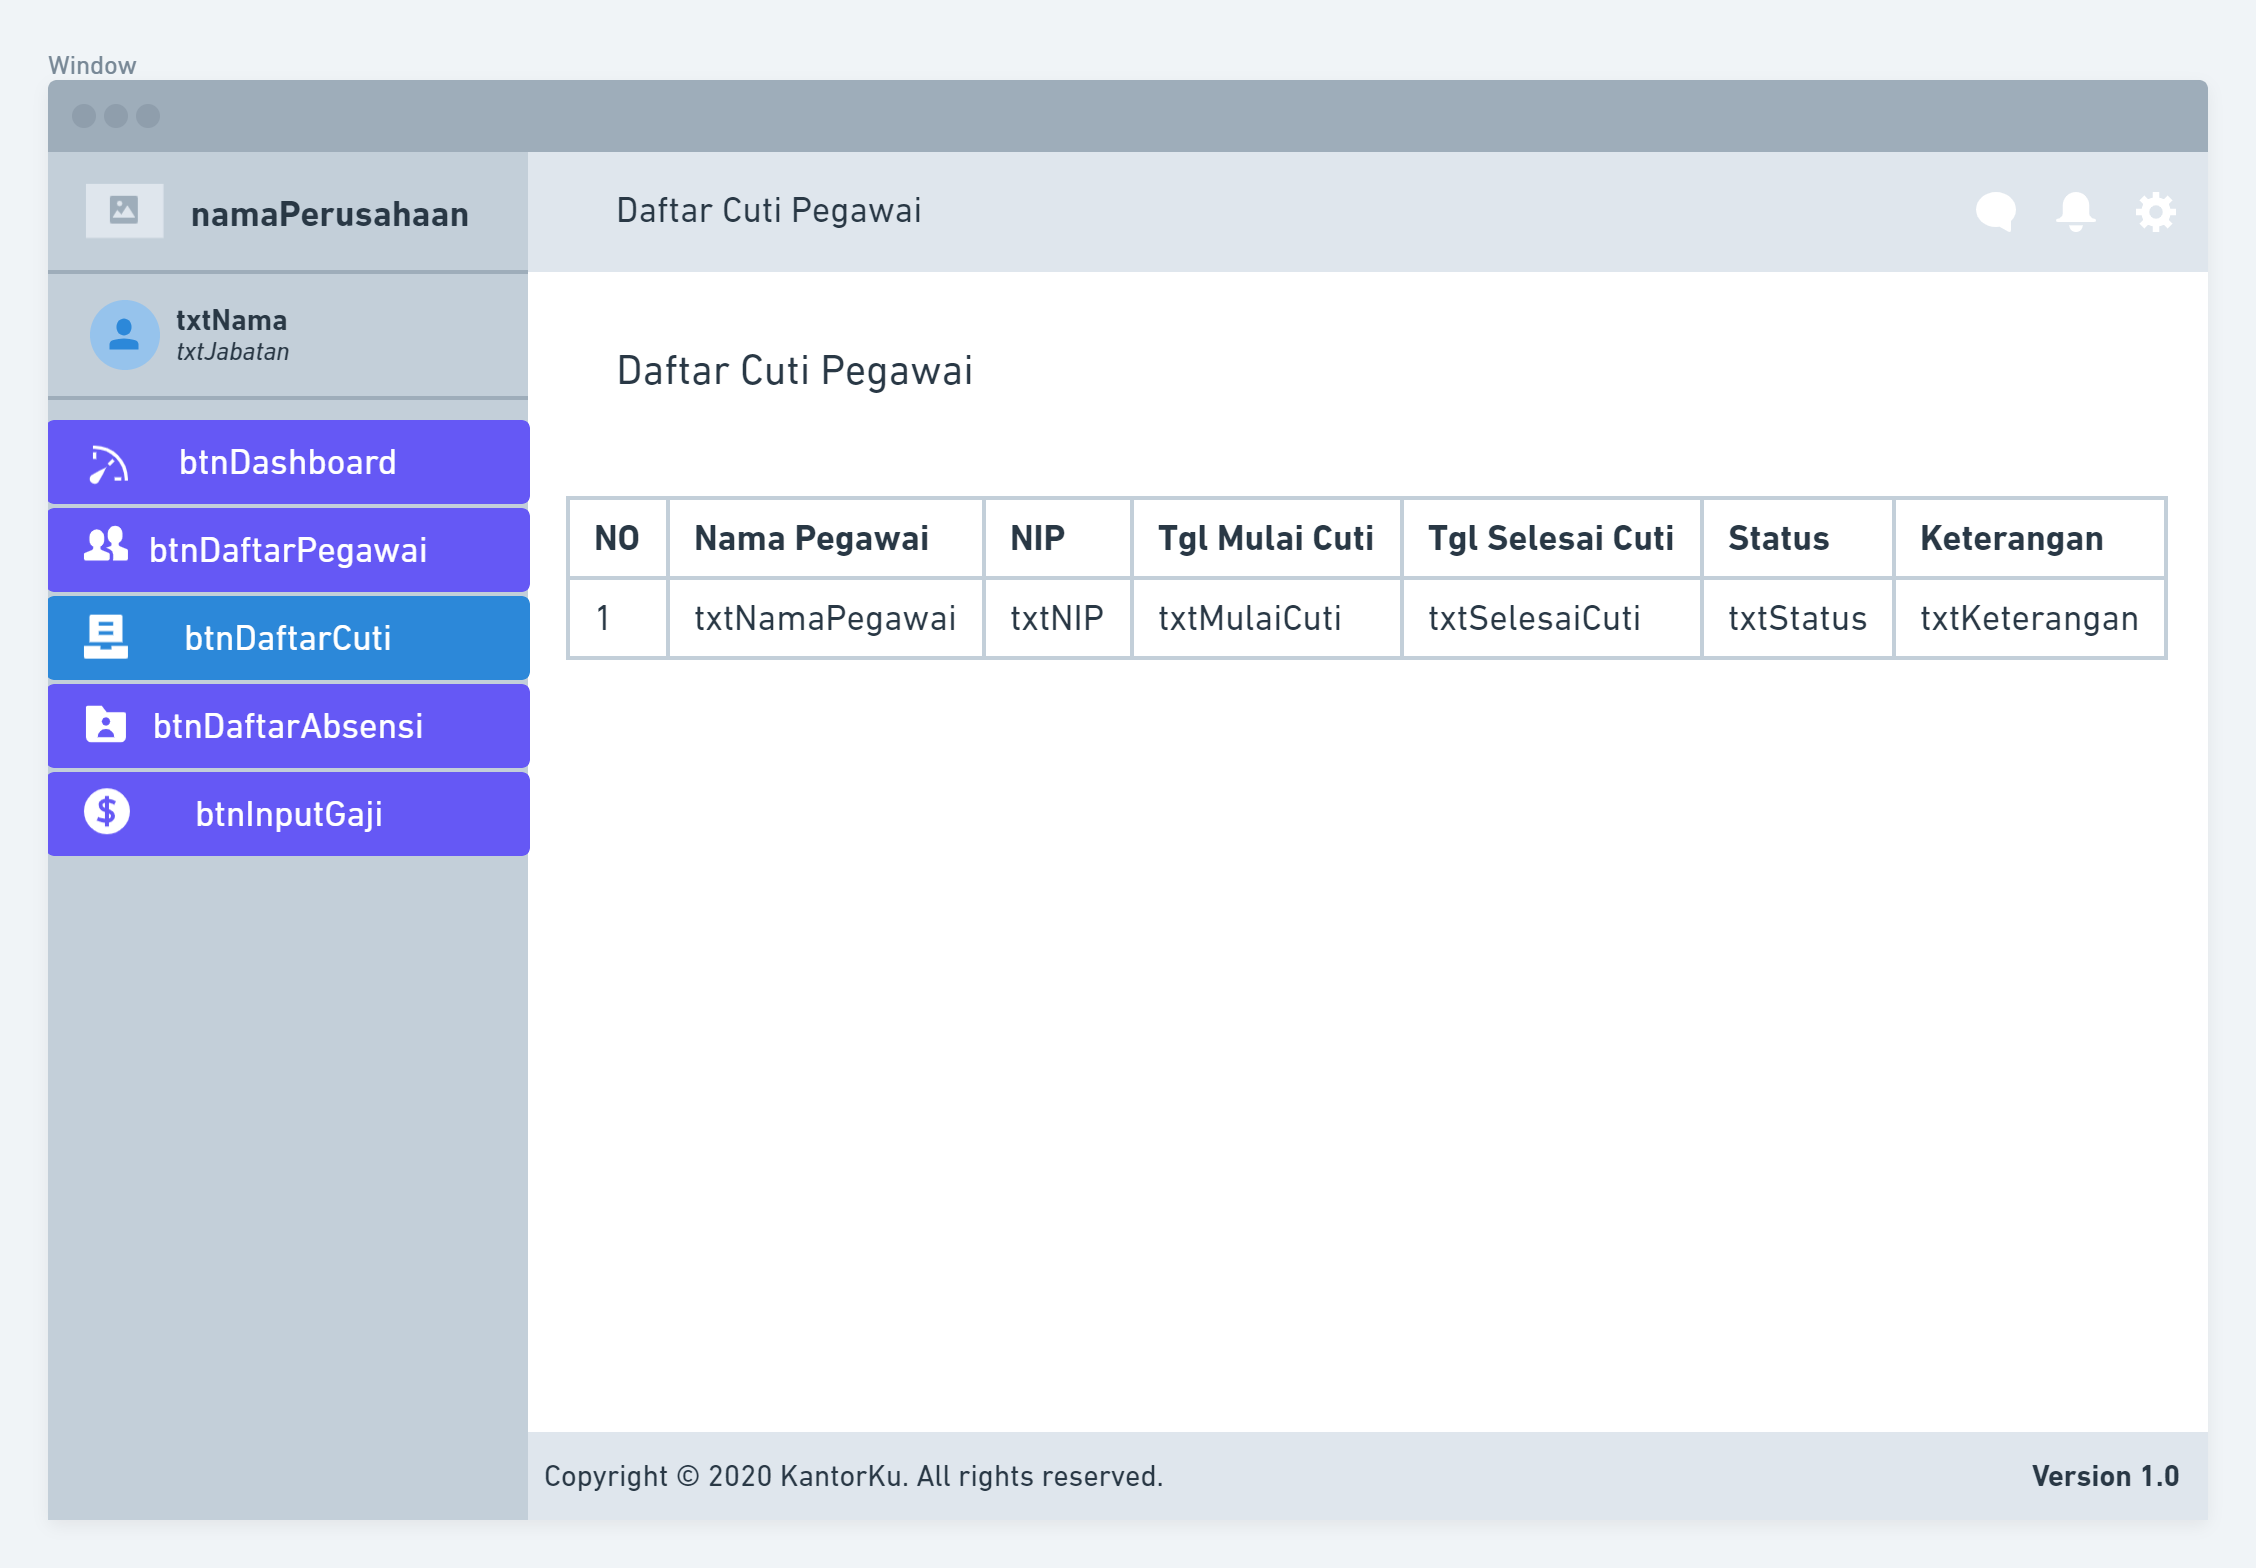 Window
namaPerusahaan
Daftar Cuti Pegawai
txtNama
txtJabatan
btnDashboard
btnDaftarPegawai
btnDaftarCuti
btnDaftarAbsensi
btnInputGaji
Daftar Cuti Pegawai
NO Nama Pegawai NIP Tgl Mulai Cuti Tgl Selesai Cuti Status Keterangan
1 txtNamaPegawai txtNIP txtMulaiCuti txtSelesaiCuti txtStatus txtKeterangan
Copyright © 2020 KantorKu. All rights reserved. Version 1.0